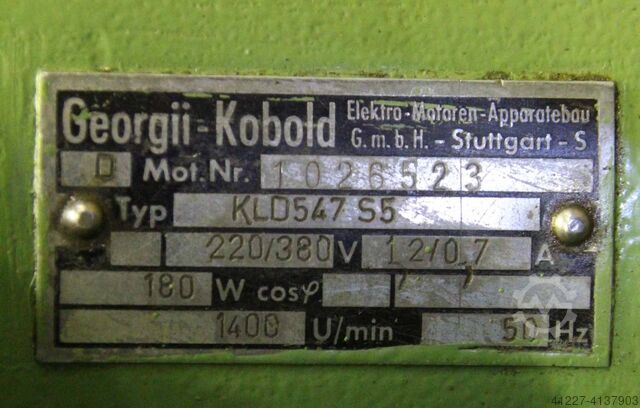 Georgii-Kobold Elektro-Motoren-Apparatebau
G.m.b.H. - Stuttgart - S
D Mot.Nr. 1026523
Typ KLD547 S5
220/380 V 1,2/0,7 A
180 W cosφ
1400 U/min 50 Hz
44227-4137903